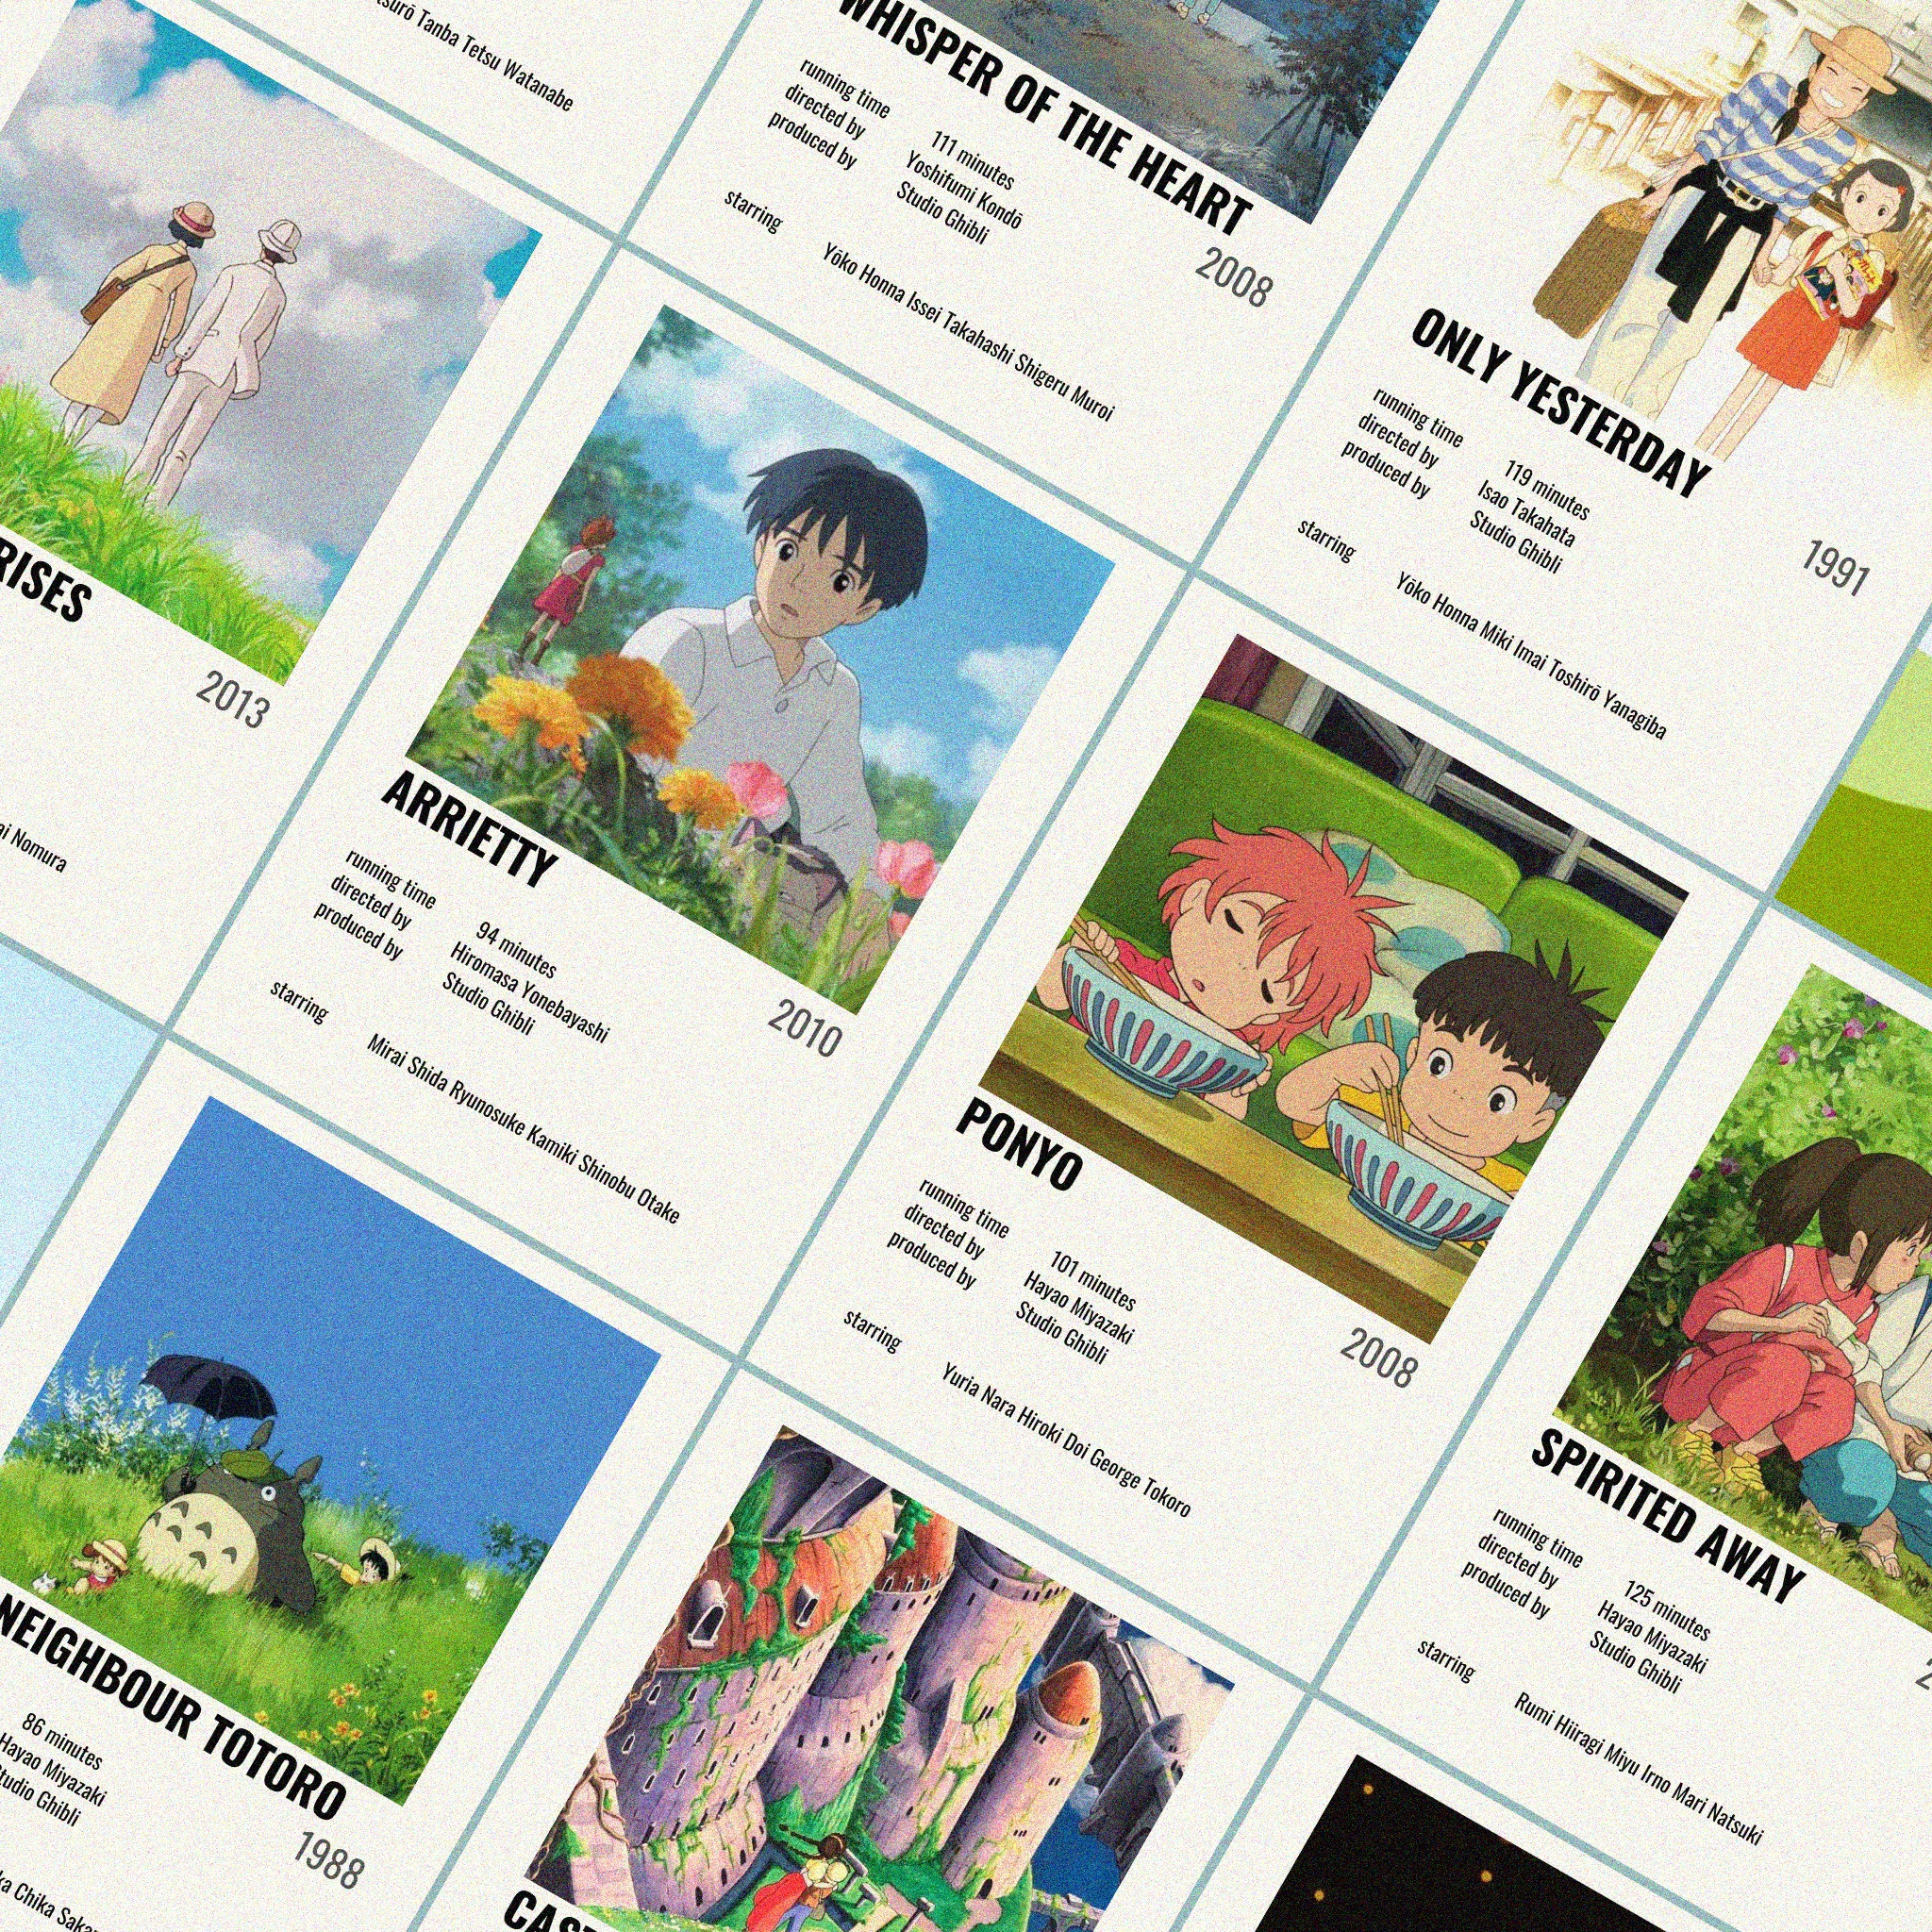 Tanba Tetsu Watanabe
WHISPER OF THE HEART
2008
running time 111 minutes
directed by Yoshifumi Kondō
produced by Studio Ghibli
starring Yōko Honna Issei Takahashi Shigeru Muroi
ONLY YESTERDAY
1991
running time 119 minutes
directed by Isao Takahata
produced by Studio Ghibli
starring Yōko Honna Miki Imai Toshirō Yanagiba
RISES
2013
Nomura
ARRIETTY
2010
running time 94 minutes
directed by Hiromasa Yonebayashi
produced by Studio Ghibli
starring Mirai Shida Ryunosuke Kamiki Shinobu Otake
PONYO
2008
running time 101 minutes
directed by Hayao Miyazaki
produced by Studio Ghibli
starring Yuria Nara Hiroki Doi George Tokoro
SPIRITED AWAY
running time 125 minutes
directed by Hayao Miyazaki
produced by Studio Ghibli
starring Rumi Hiiragi Miyu Irno Mari Natsuki
NEIGHBOUR TOTORO
1988
86 minutes
Hayao Miyazaki
Studio Ghibli
Chika